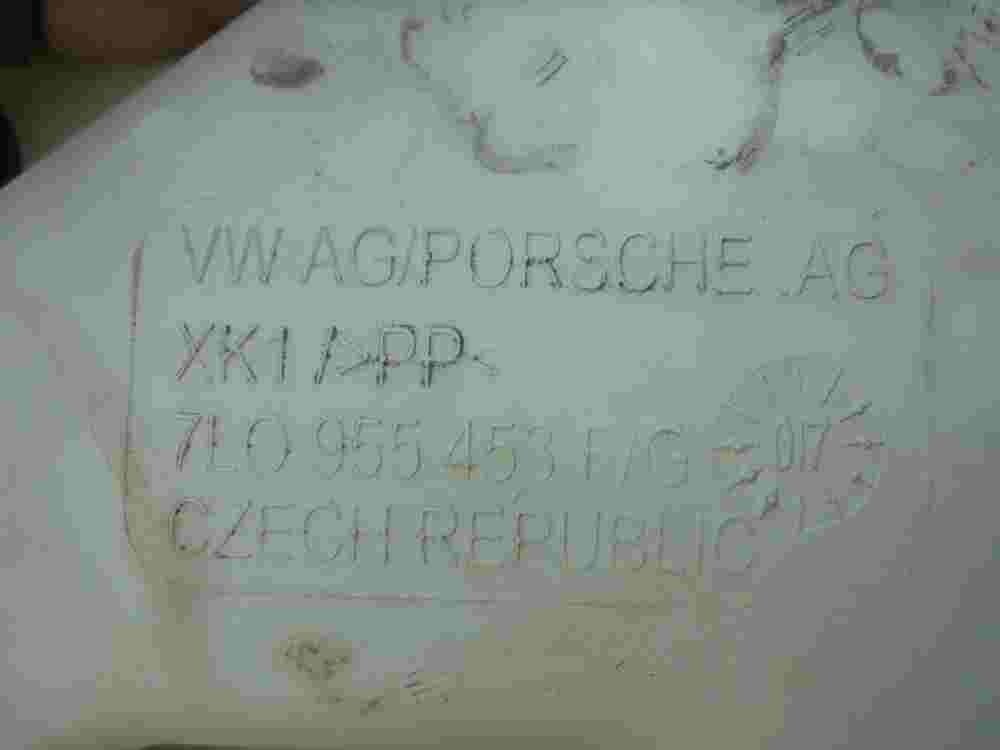 VW AG/PORSCHE AG
XK1 / >PP<
7L0 955 453 F/G 
CZECH REPUBLIC